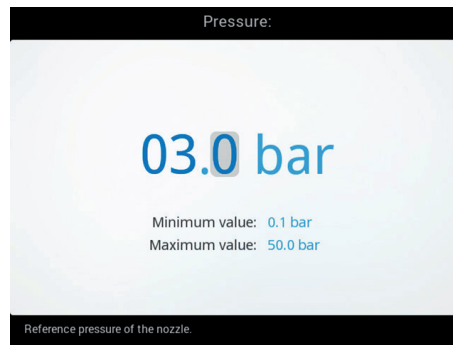 Pressure:
03.0 bar
Minimum value: 0.1 bar
Maximum value: 50.0 bar
Reference pressure of the nozzle.